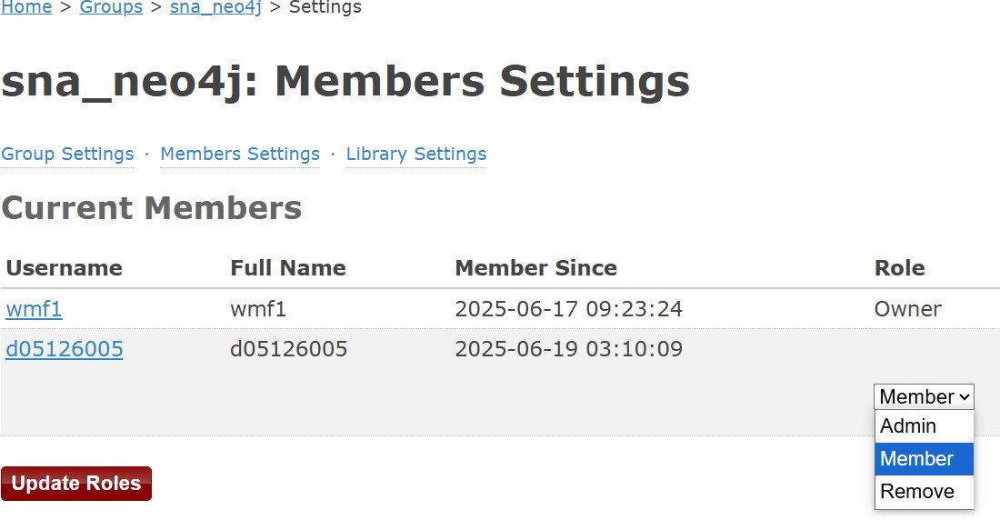 Home > Groups > sna_neo4j > Settings
sna_neo4j: Members Settings
Group Settings · Members Settings · Library Settings
Current Members
Username Full Name Member Since Role
wmf1 wmf1 2025-06-17 09:23:24 Owner
d05126005 d05126005 2025-06-19 03:10:09
Member
Admin
Member
Remove
Update Roles